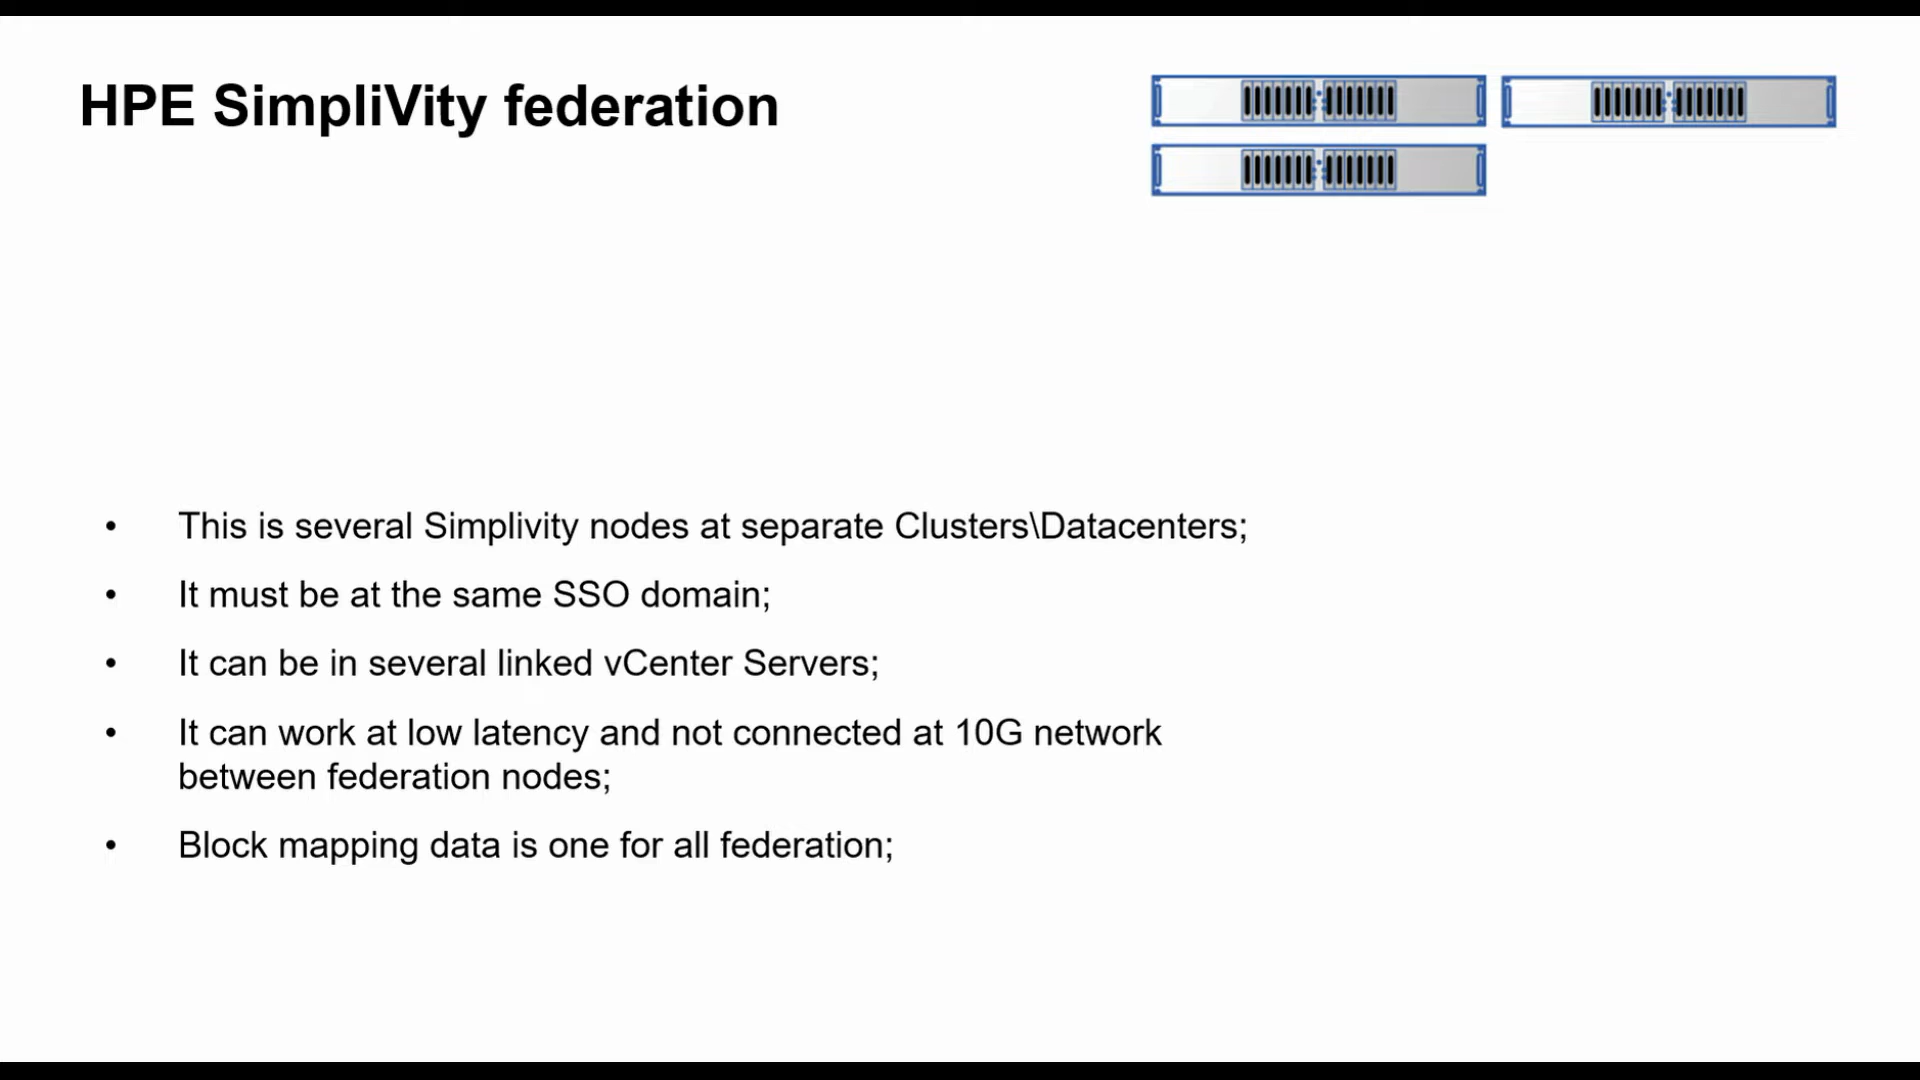 HPE SimpliVity federation
• This is several Simplivity nodes at separate Clusters\Datacenters;
• It must be at the same SSO domain;
• It can be in several linked vCenter Servers;
• It can work at low latency and not connected at 10G network
between federation nodes;
• Block mapping data is one for all federation;